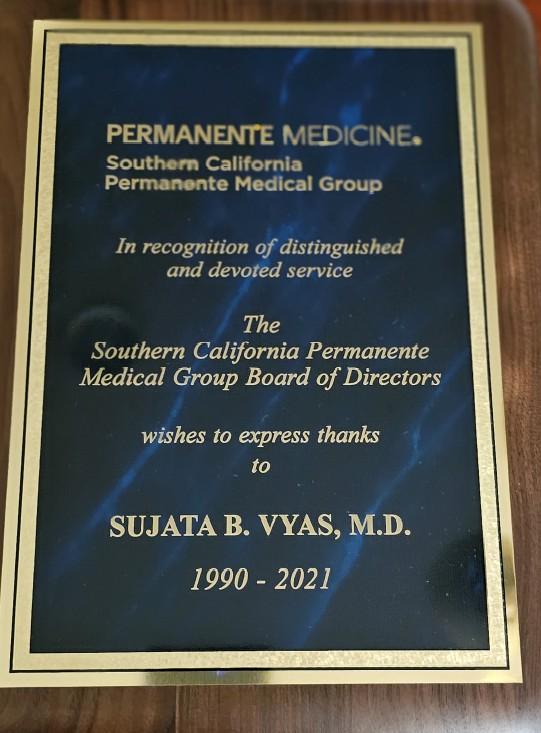 PERMANENTE MEDICINE®
Southern California
Permanente Medical Group
In recognition of distinguished
and devoted service
The
Southern California Permanente
Medical Group Board of Directors
wishes to express thanks
to
SUJATA B. VYAS, M.D.
1990 - 2021